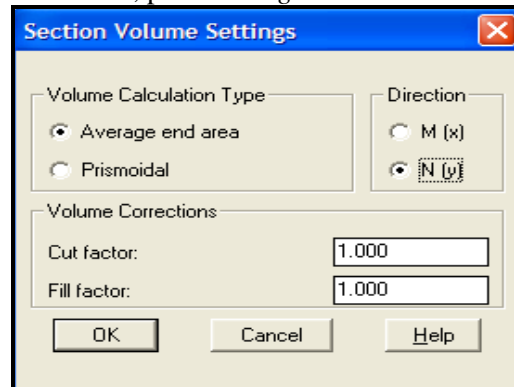 Section Volume Settings
Volume Calculation Type
Direction
Average end area
M (x)
Prismoidal
N (y)
Volume Corrections
Cut factor: 1.000
Fill factor: 1.000
OK Cancel Help